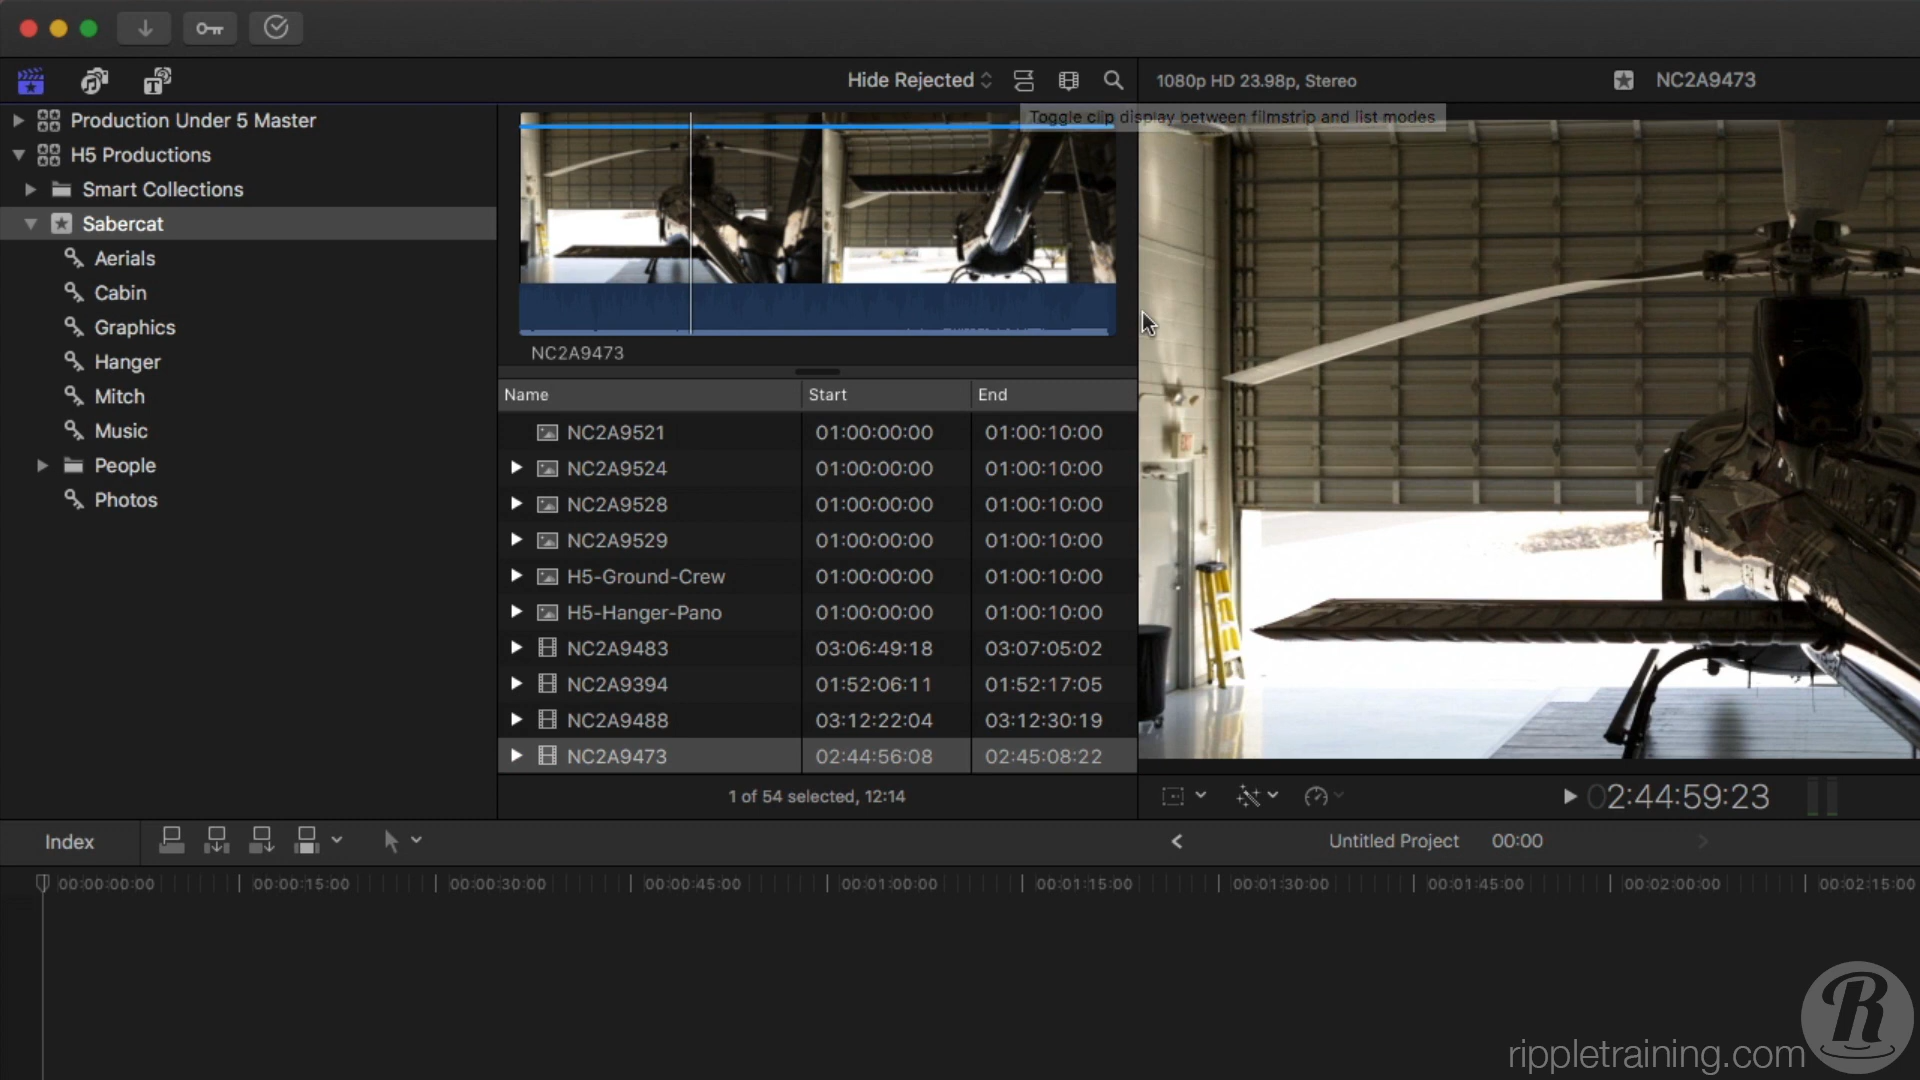 Hide Rejected
1080p HD 23.98p, Stereo
NC2A9473
Toggle clip display between filmstrip and list modes
Production Under 5 Master
H5 Productions
Smart Collections
Sabercat
Aerials
Cabin
Graphics
Hanger
Mitch
Music
People
Photos
NC2A9473
Name Start End
NC2A9521 01:00:00:00 01:00:10:00
NC2A9524 01:00:00:00 01:00:10:00
NC2A9528 01:00:00:00 01:00:10:00
NC2A9529 01:00:00:00 01:00:10:00
H5-Ground-Crew 01:00:00:00 01:00:10:00
H5-Hanger-Pano 01:00:00:00 01:00:10:00
NC2A9483 03:06:49:18 03:07:05:02
NC2A9394 01:52:06:11 01:52:17:05
NC2A9488 03:12:22:04 03:12:30:19
NC2A9473 02:44:56:08 02:45:08:22
1 of 54 selected, 12:14
02:44:59:23
Index
Untitled Project 00:00
00:00:00:00 00:00:15:00 00:00:30:00 00:00:45:00 00:01:00:00 00:01:15:00 00:01:30:00 00:01:45:00 00:02:00:00 00:02:15:00
R
rippletraining.com